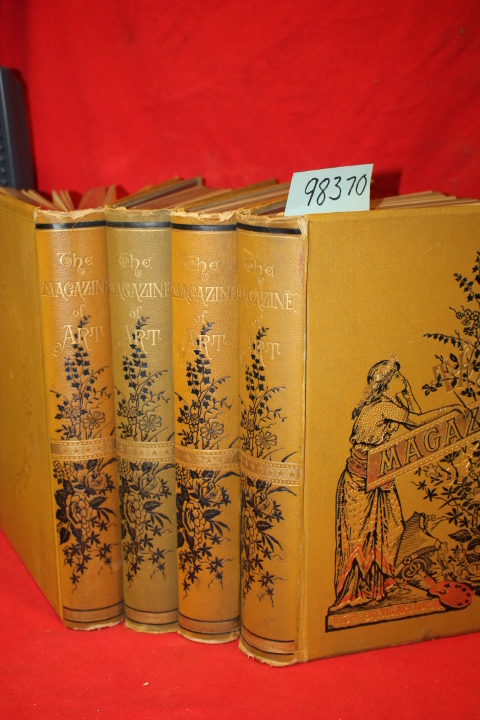 98370
The
MAGAZINE
of
ART.
The
MAGAZINE
of
ART.
The
MAGAZINE
of
ART.
The
MAGAZINE
of
ART.
MAGAZ